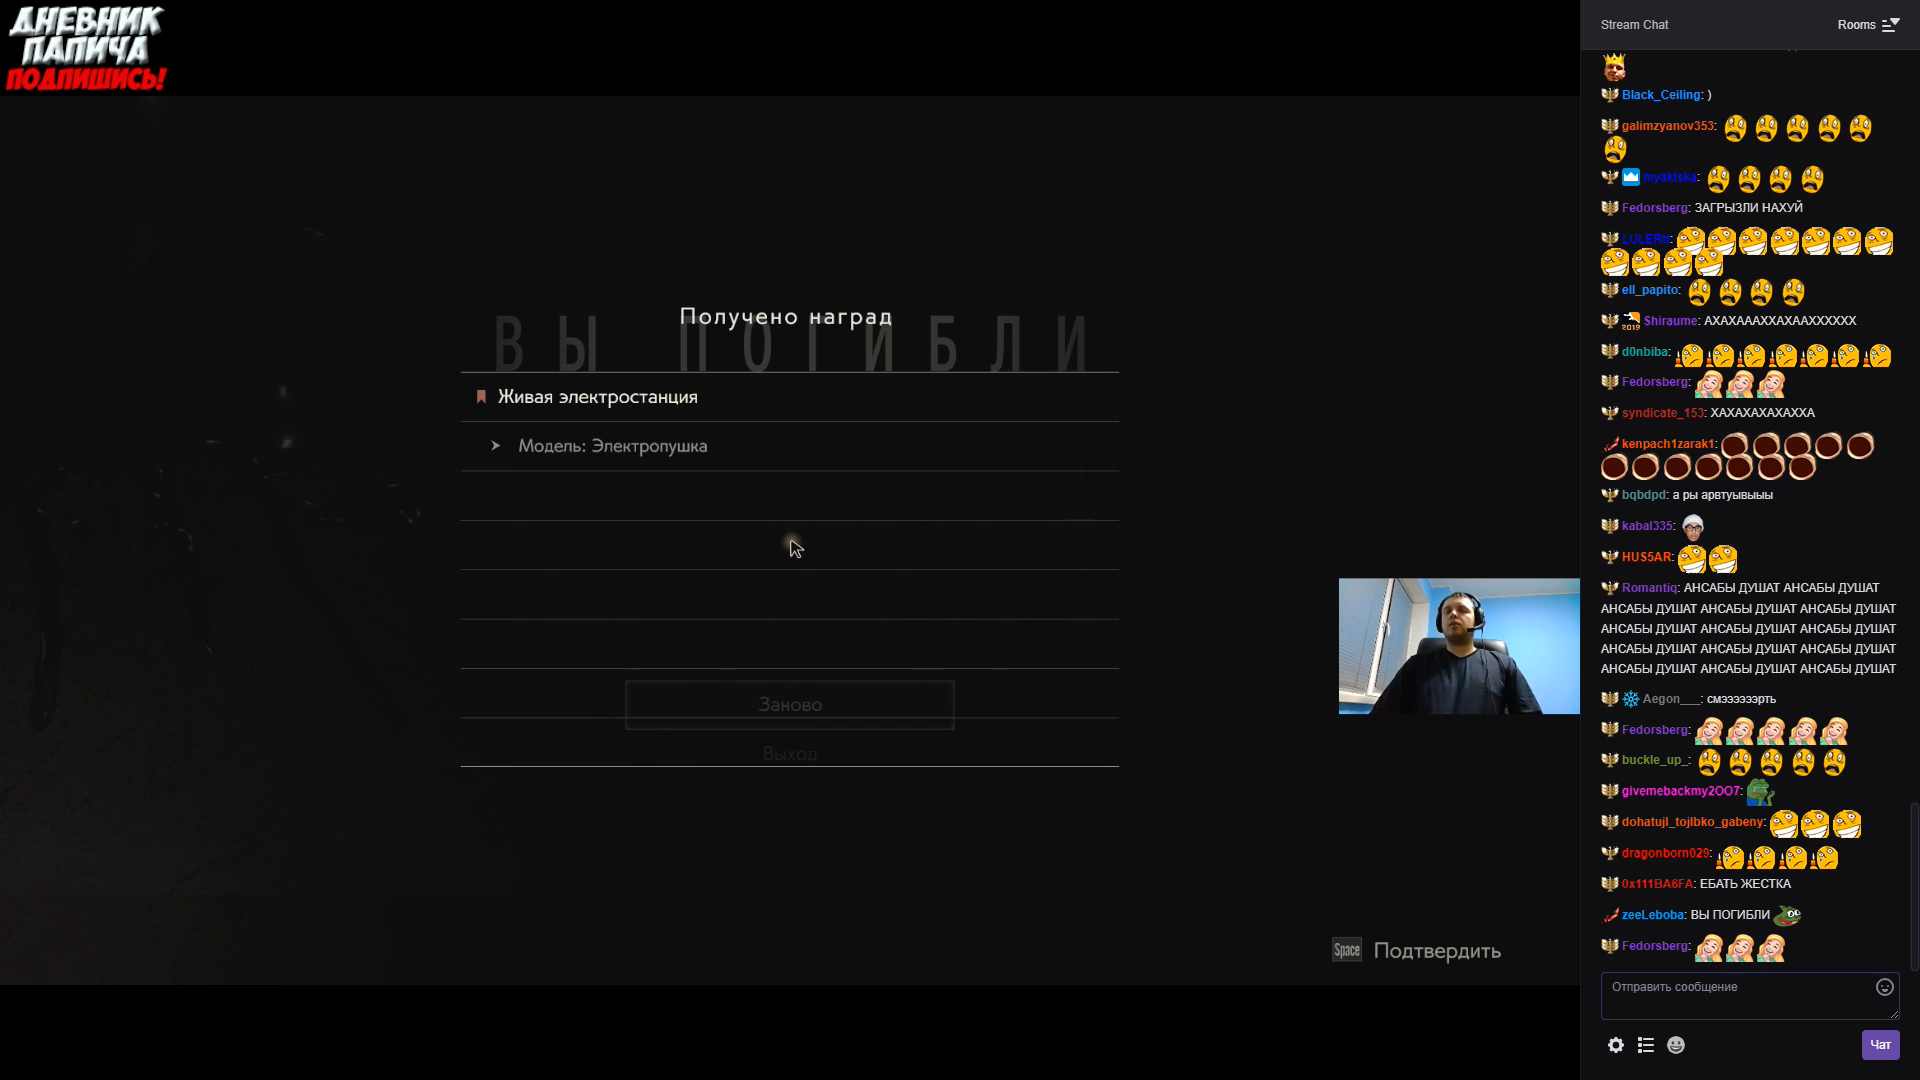 ДНЕВНИК
ПАПИЧА
ПОДПИШИСЬ!
Получено наград
ВЫ ПОГИБЛИ
Живая электростанция
Модель: Электропушка
Заново
Выход
Space Подтвердить
Stream Chat
Rooms
Black_Ceiling: )
galimzyanov353:
myakiska:
Fedorsberg: ЗАГРЫЗЛИ НАХУЙ
ell_papito:
2019 Shiraume: АХАХАААХХАХААХХХХХХ
d0nbiba:
Fedorsberg:
syndicate_153: ХАХАХАХАХАХХА
kenpach1zarak1:
bqbdpd: а ры арвтуывыыы
kabal335:
HUS5AR:
Romantiq: АНСАБЫ ДУШАТ АНСАБЫ ДУШАТ
АНСАБЫ ДУШАТ АНСАБЫ ДУШАТ АНСАБЫ ДУШАТ
АНСАБЫ ДУШАТ АНСАБЫ ДУШАТ АНСАБЫ ДУШАТ
АНСАБЫ ДУШАТ АНСАБЫ ДУШАТ АНСАБЫ ДУШАТ
АНСАБЫ ДУШАТ АНСАБЫ ДУШАТ АНСАБЫ ДУШАТ
Aegon___: смэээээээрть
Fedorsberg:
buckle_up_:
givemebackmy2OO7:
dohatujl_tojlbko_gabeny:
dragonborn029:
0x111BA6FA: ЕБАТЬ ЖЕСТКА
zeeLeboba: ВЫ ПОГИБЛИ
Fedorsberg:
Отправить сообщение
Чат